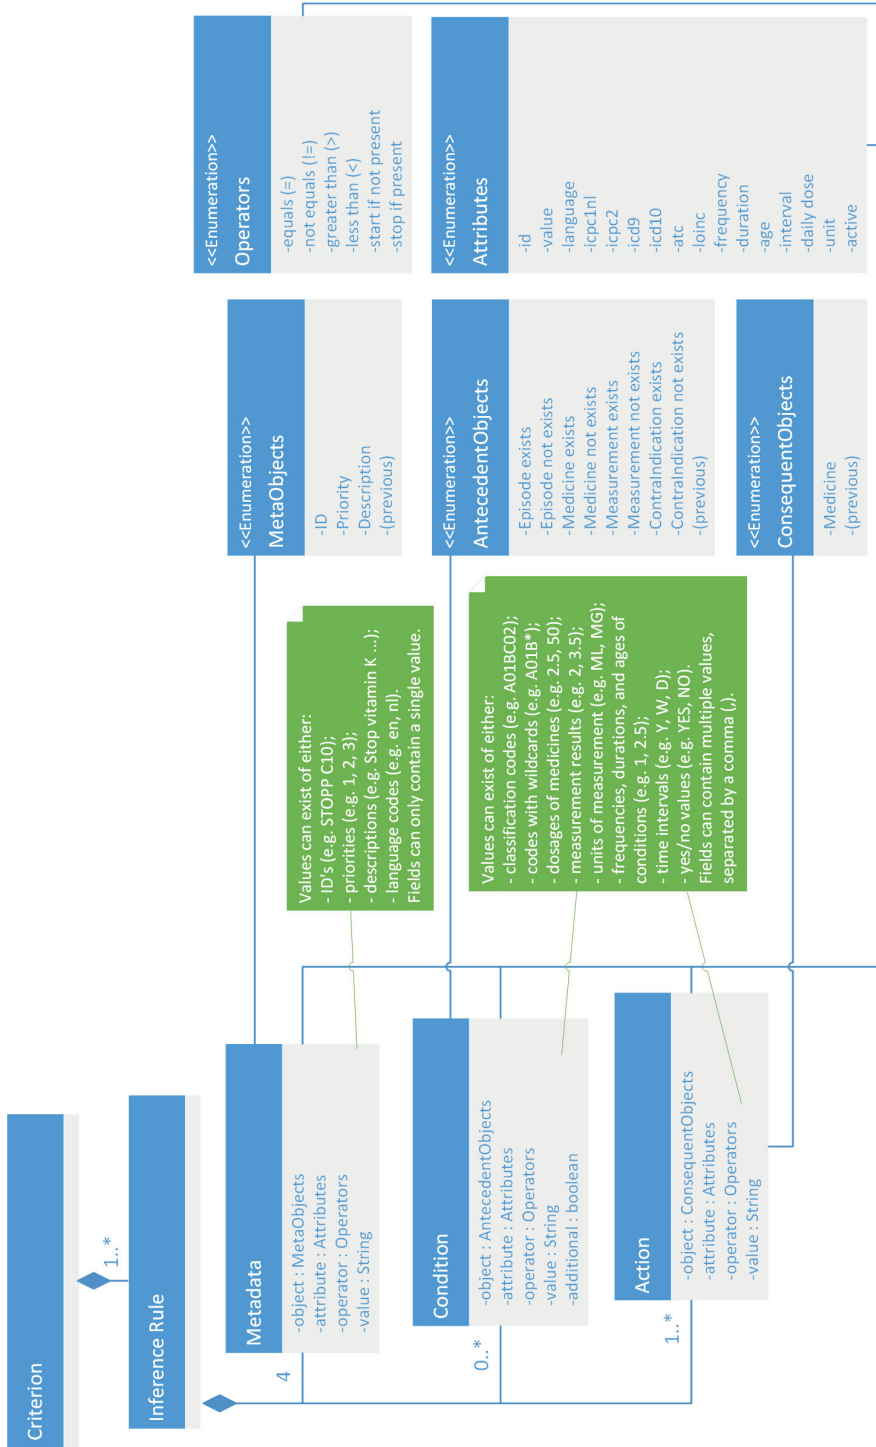 Criterion
1..*
Inference Rule
4
Metadata
-object : MetaObjects
-attribute : Attributes
-operator : Operators
-value : String
0..*
Condition
-object : AntecedentObjects
-attribute : Attributes
-operator : Operators
-value : String
-additional : boolean
1..*
Action
-object : ConsequentObjects
-attribute : Attributes
-operator : Operators
-value : String
Values can exist of either:
- ID's (e.g. STOPP C10);
- priorities (e.g. 1, 2, 3);
- descriptions (e.g. Stop vitamin K ...);
- language codes (e.g. en, nl).
Fields can only contain a single value.
Values can exist of either:
- classification codes (e.g. A01BC02);
- codes with wildcards (e.g. A01B*);
- dosages of medicines (e.g. 2.5, 50);
- measurement results (e.g. 2, 3.5);
- units of measurement (e.g. ML, MG);
- frequencies, durations, and ages of
conditions (e.g. 1, 2.5);
- time intervals (e.g. Y, W, D);
- yes/no values (e.g. YES, NO).
Fields can contain multiple values,
separated by a comma (,).
<<Enumeration>>
MetaObjects
-ID
-Priority
-Description
-(previous)
<<Enumeration>>
AntecedentObjects
-Episode exists
-Episode not exists
-Medicine exists
-Medicine not exists
-Measurement exists
-Measurement not exists
-ContraIndication exists
-ContraIndication not exists
-(previous)
<<Enumeration>>
ConsequentObjects
-Medicine
-(previous)
<<Enumeration>>
Operators
-equals (=)
-not equals (!=)
-greater than (>)
-less than (<)
-start if not present
-stop if present
<<Enumeration>>
Attributes
-id
-value
-language
-icpc1nl
-icpc2
-icd9
-icd10
-atc
-loinc
-frequency
-duration
-age
-interval
-daily dose
-unit
-active